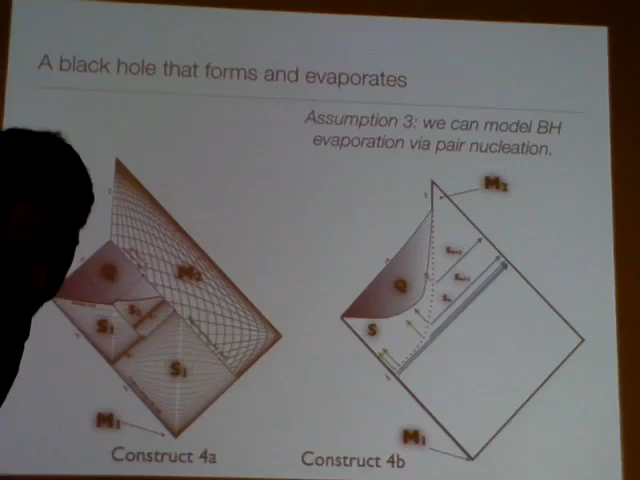 A black hole that forms and evaporates
Assumption 3: we can model BH
evaporation via pair nucleation.
M₂
Q
M₂
S₁
S₂
S₁
M₁
Construct 4a
Q
S
M₁
Construct 4b